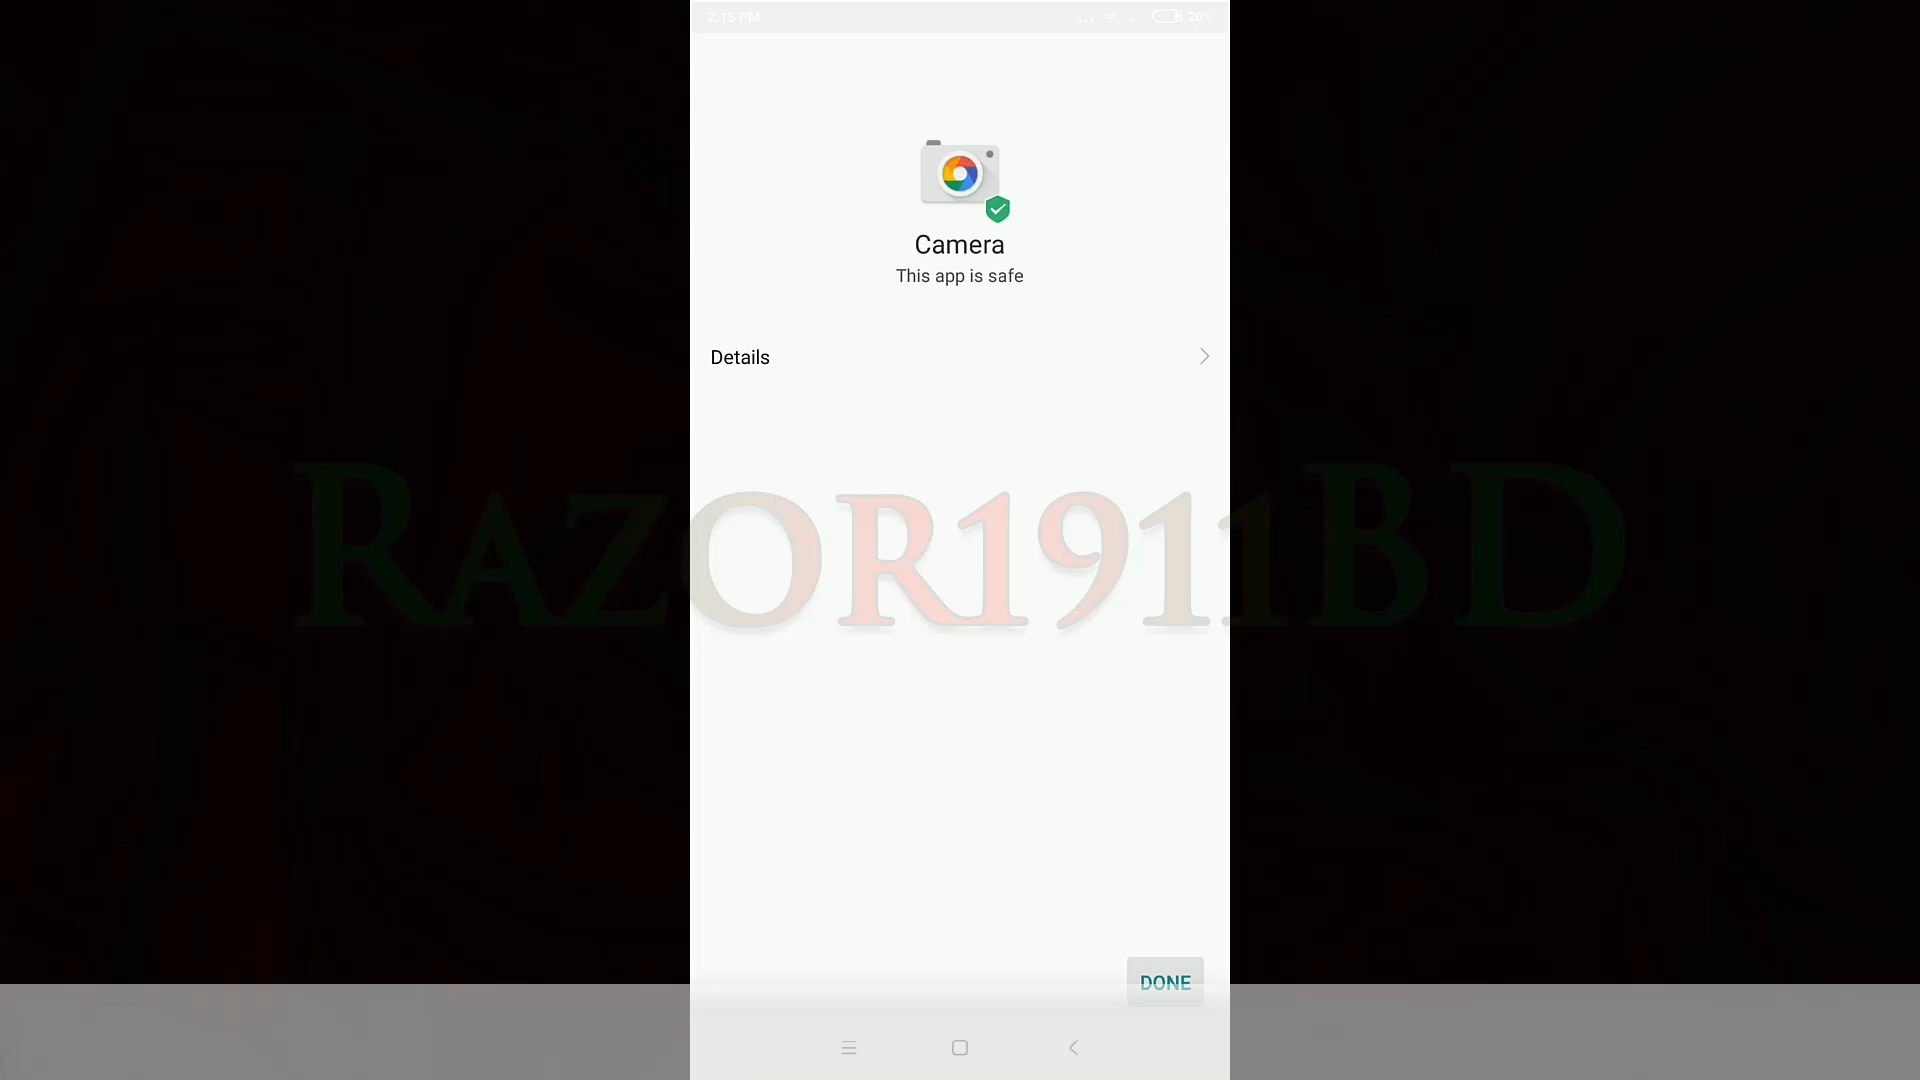 2:15 PM
20%
Camera
This app is safe
Details
RAZOR1911BD
DONE